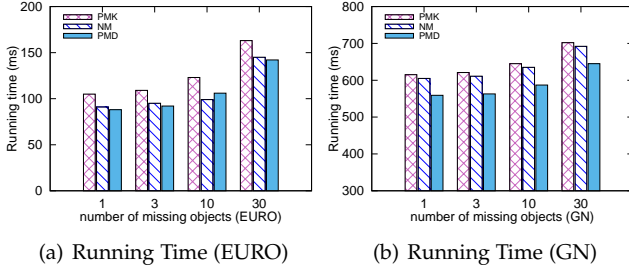 PMK
NM
PMD
200
150
100
50
0
Running time (ms)
1 3 10 30
number of missing objects (EURO)
(a) Running Time (EURO)
PMK
NM
PMD
800
700
600
500
400
300
Running time (ms)
1 3 10 30
number of missing objects (GN)
(b) Running Time (GN)